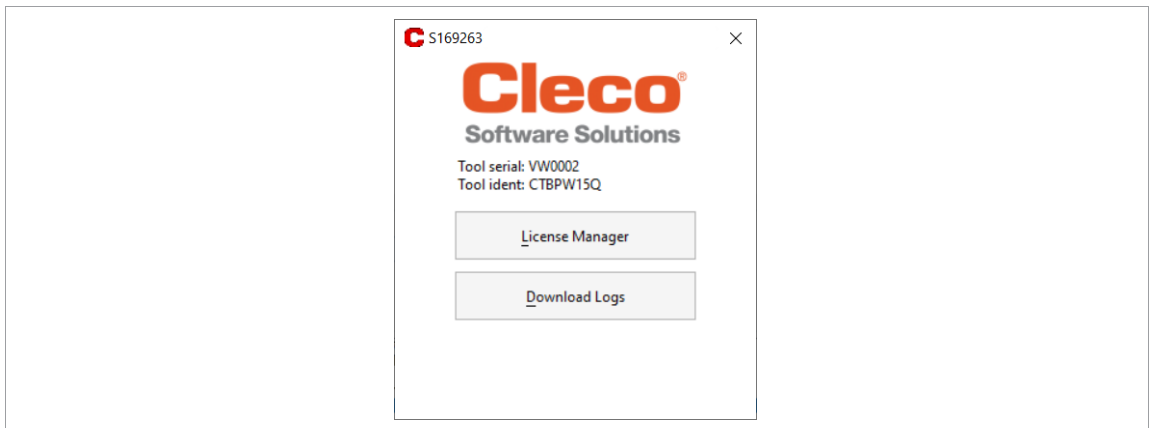 S169263
Cleco®
Software Solutions
Tool serial: VW0002
Tool ident: CTBPW15Q
License Manager
Download Logs